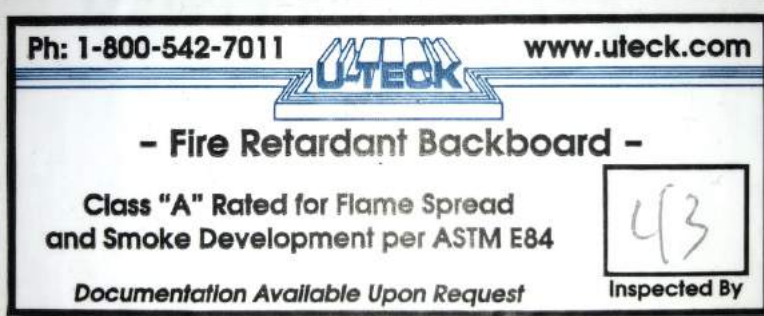 Ph: 1-800-542-7011
U-TECK
www.uteck.com
- Fire Retardant Backboard -
Class "A" Rated for Flame Spread
and Smoke Development per ASTM E84
43
Documentation Available Upon Request
Inspected By